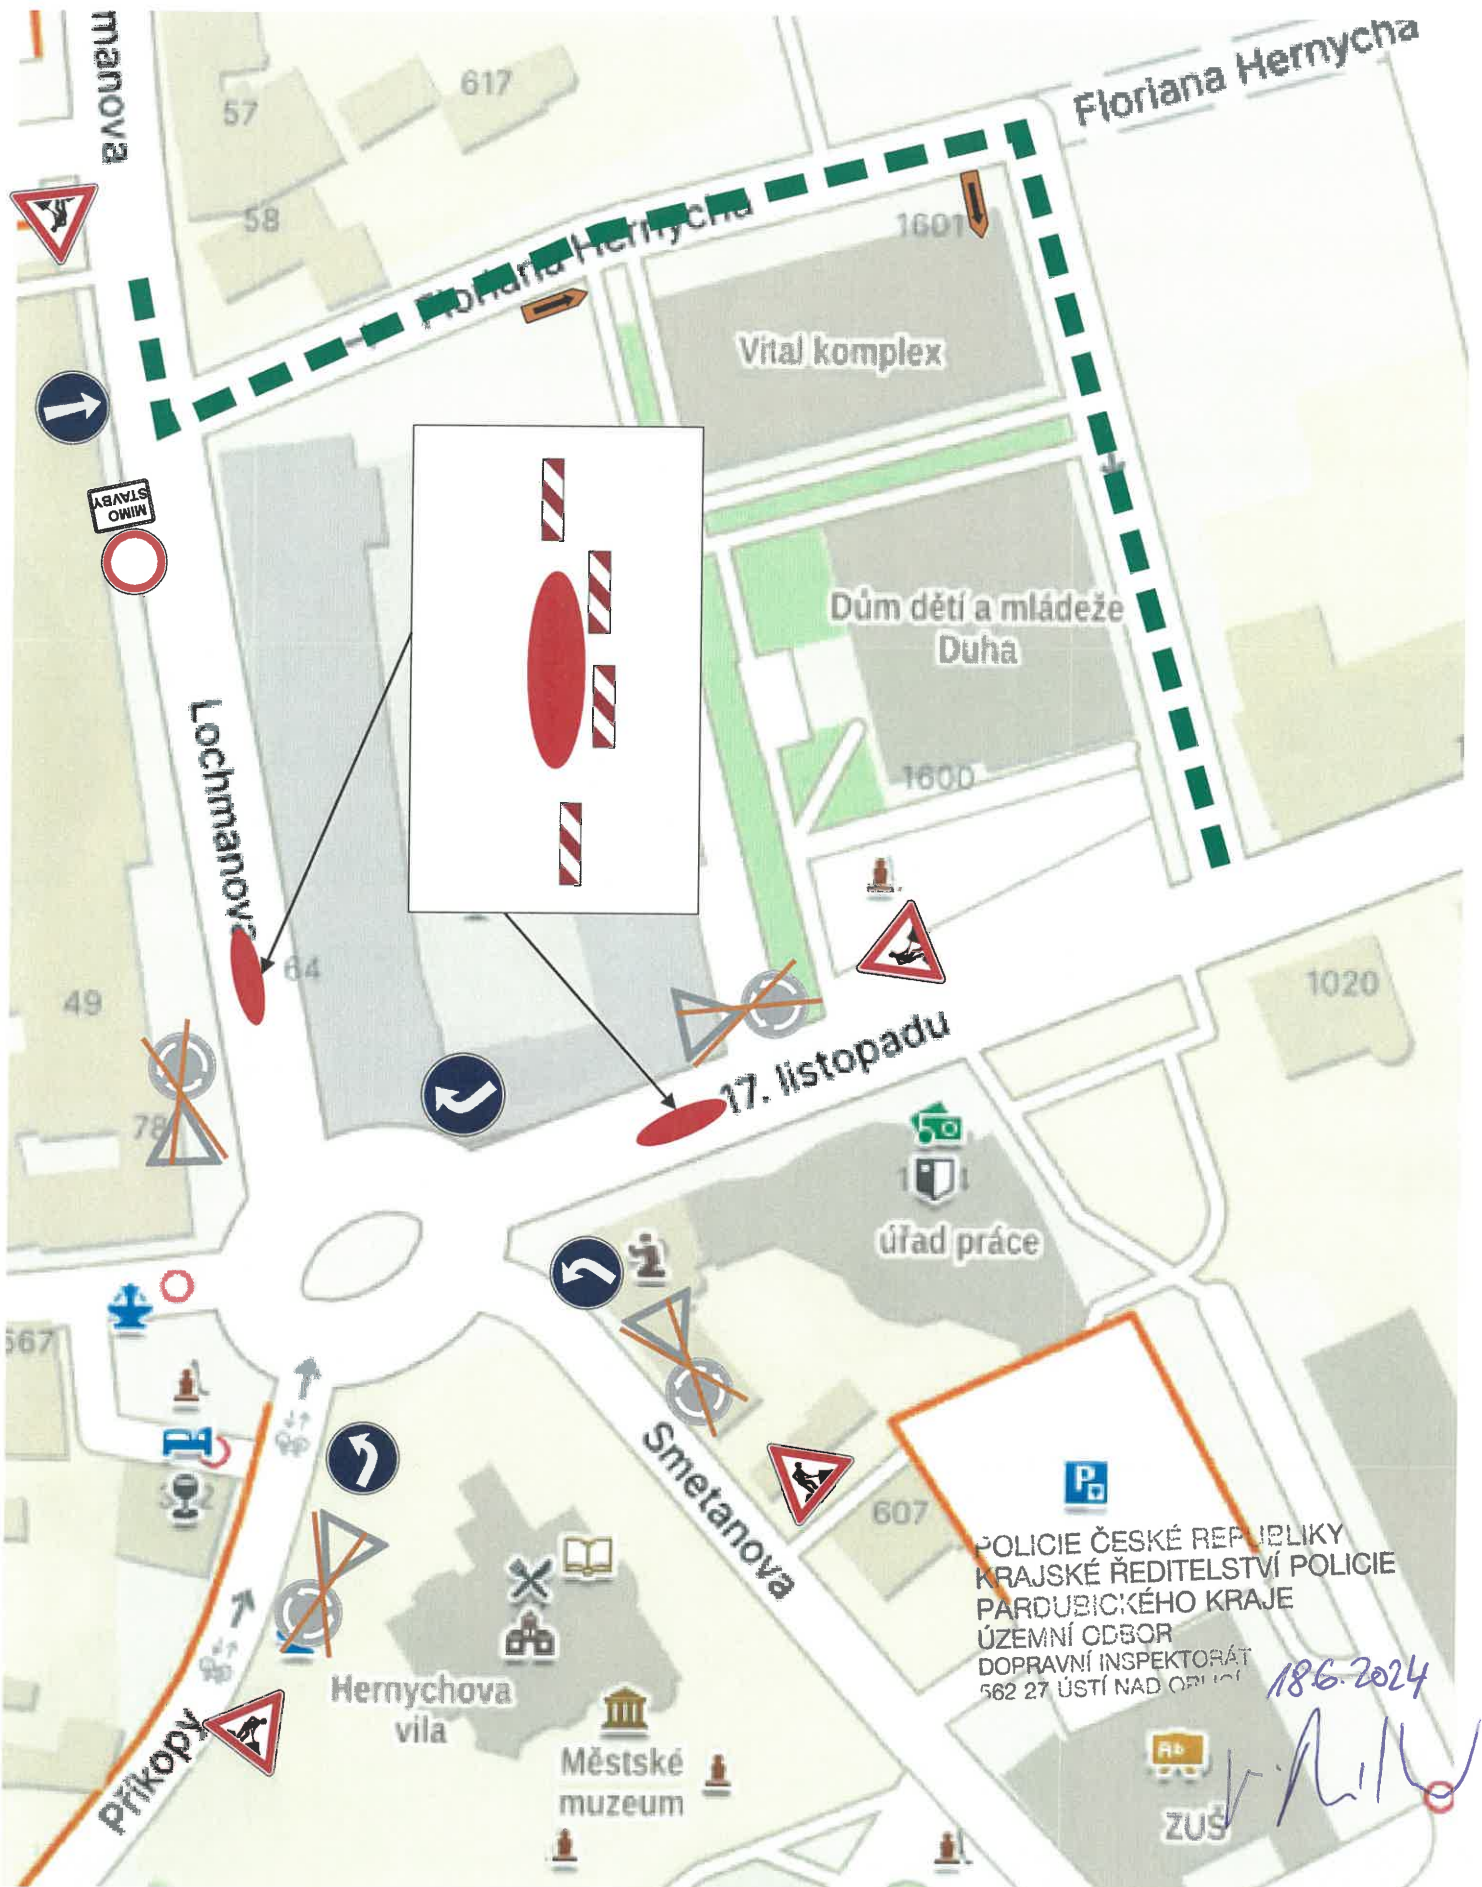 manova
Floriana Hernycha
617
57
58
1601
Floriana Hernycha
Vital komplex
MIMO
STAVBY
Dům dětí a mládeže
Duha
Lochmanova
1600
64
49
1020
17. listopadu
78
úřad práce
567
Smetanova
607
POLICIE ČESKÉ REPUBLIKY
KRAJSKÉ ŘEDITELSTVÍ POLICIE
PARDUBICKÉHO KRAJE
ÚZEMNÍ ODBOR
DOPRAVNÍ INSPEKTORÁT
562 27 ÚSTÍ NAD ORLICÍ
18.6.2024
Hernychova
vila
Příkopy
Městské
muzeum
Ab
ZUŠ
P